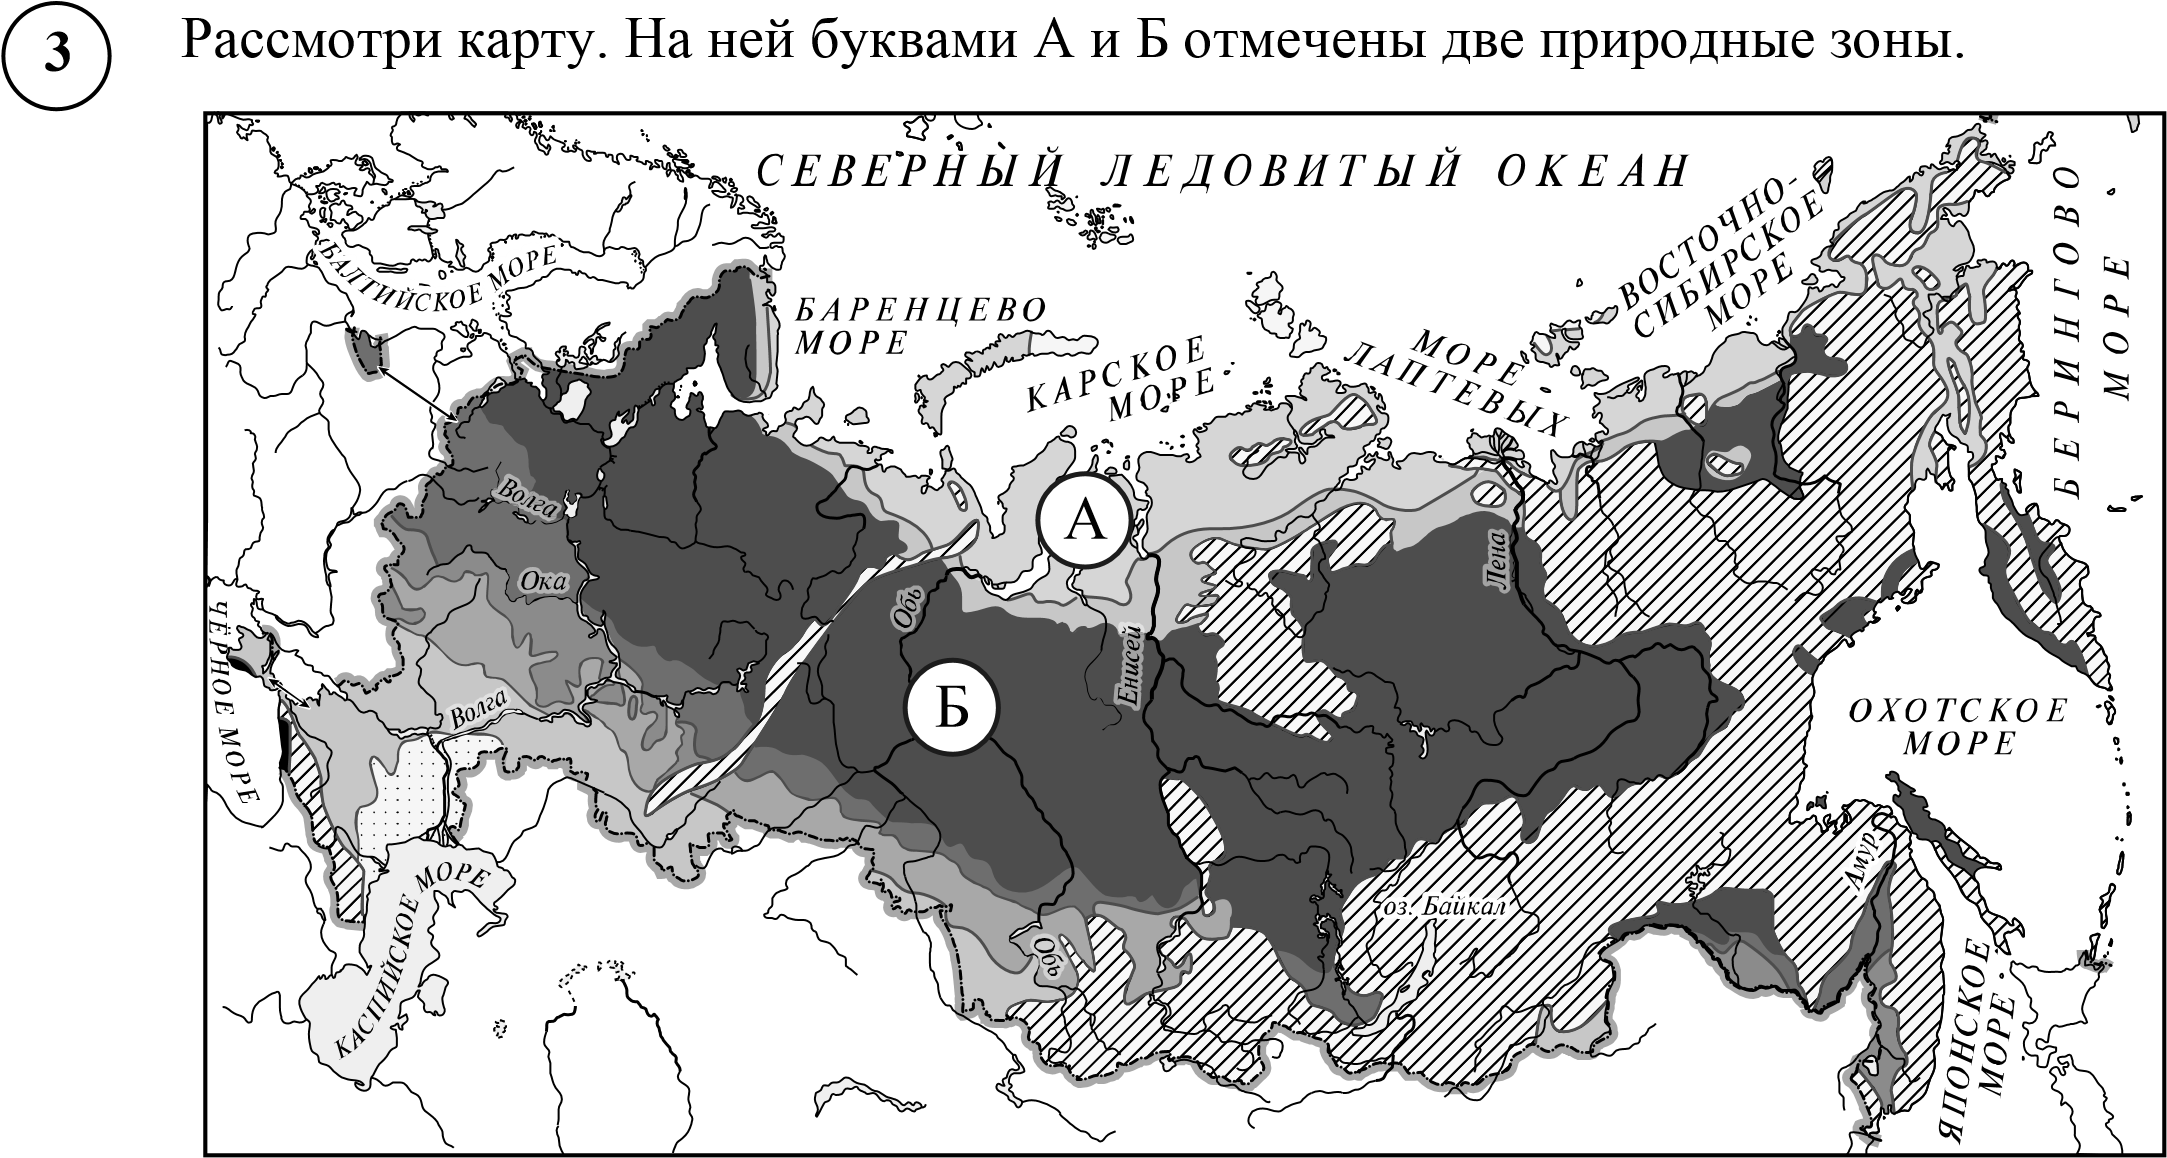 3
Рассмотри карту. На ней буквами А и Б отмечены две природные зоны.
СЕВЕРНЫЙ ЛЕДОВИТЫЙ ОКЕАН
БАЛТИЙСКОЕ МОРЕ
БАРЕНЦЕВО
МОРЕ
КАРСКОЕ
МОРЕ
МОРЕ
ЛАПТЕВЫХ
ВОСТОЧНО-
СИБИРСКОЕ
МОРЕ
БЕРИНГОВО
МОРЕ
А
Волга
Ока
Обь
Лена
Енисей
Б
ЧЁРНОЕ МОРЕ
Волга
ОХОТСКОЕ
МОРЕ
Амур
КАСПИЙСКОЕ МОРЕ
оз. Байкал
Обь
ЯПОНСКОЕ
МОРЕ